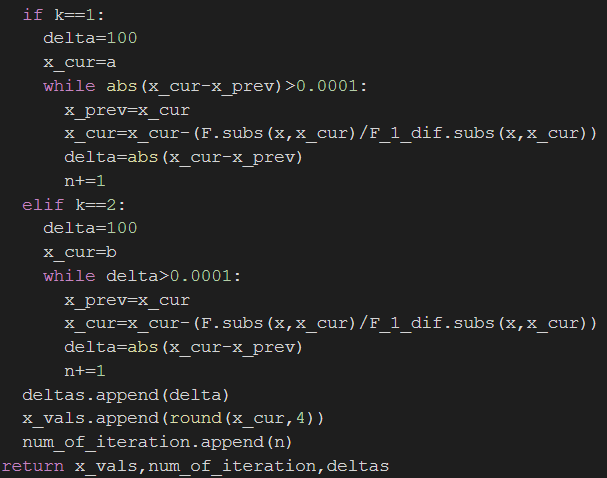 if k==1:
delta=100
x_cur=a
while abs(x_cur-x_prev)>0.0001:
x_prev=x_cur
x_cur=x_cur-(F.subs(x,x_cur)/F_1_dif.subs(x,x_cur))
delta=abs(x_cur-x_prev)
n+=1
elif k==2:
delta=100
x_cur=b
while delta>0.0001:
x_prev=x_cur
x_cur=x_cur-(F.subs(x,x_cur)/F_1_dif.subs(x,x_cur))
delta=abs(x_cur-x_prev)
n+=1
deltas.append(delta)
x_vals.append(round(x_cur,4))
num_of_iteration.append(n)
return x_vals,num_of_iteration,deltas